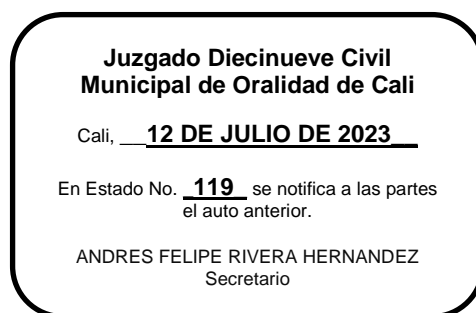 Juzgado Diecinueve Civil
Municipal de Oralidad de Cali
Cali, __12 DE JULIO DE 2023__
En Estado No. _119_ se notifica a las partes
el auto anterior.
ANDRES FELIPE RIVERA HERNANDEZ
Secretario